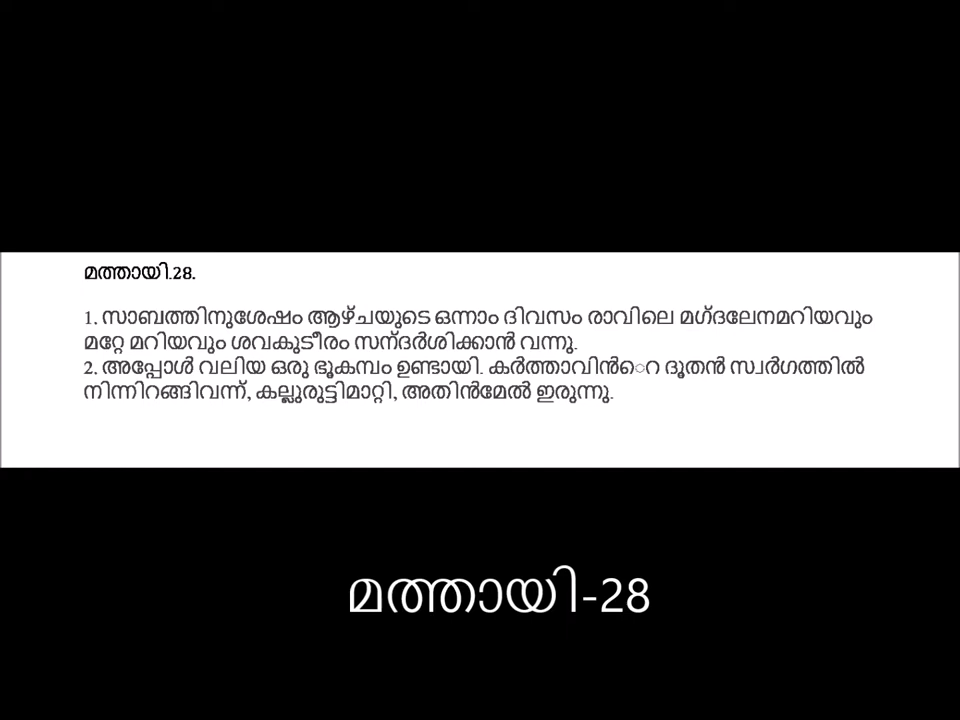 മത്തായി.28.
1. സാബത്തിനുശേഷം ആഴ്ചയുടെ ഒന്നാം ദിവസം രാവിലെ മഗ്ദലേനമറിയവും
മറ്റേ മറിയവും ശവകുടീരം സന്ദർശിക്കാൻ വന്നു.
2. അപ്പോൾ വലിയ ഒരു ഭൂകമ്പം ഉണ്ടായി. കർത്താവിൻെറ ദൂതൻ സ്വർഗത്തിൽ
നിന്നിറങ്ങിവന്ന്, കല്ലുരുട്ടിമാറ്റി, അതിൻമേൽ ഇരുന്നു.
മത്തായി-28